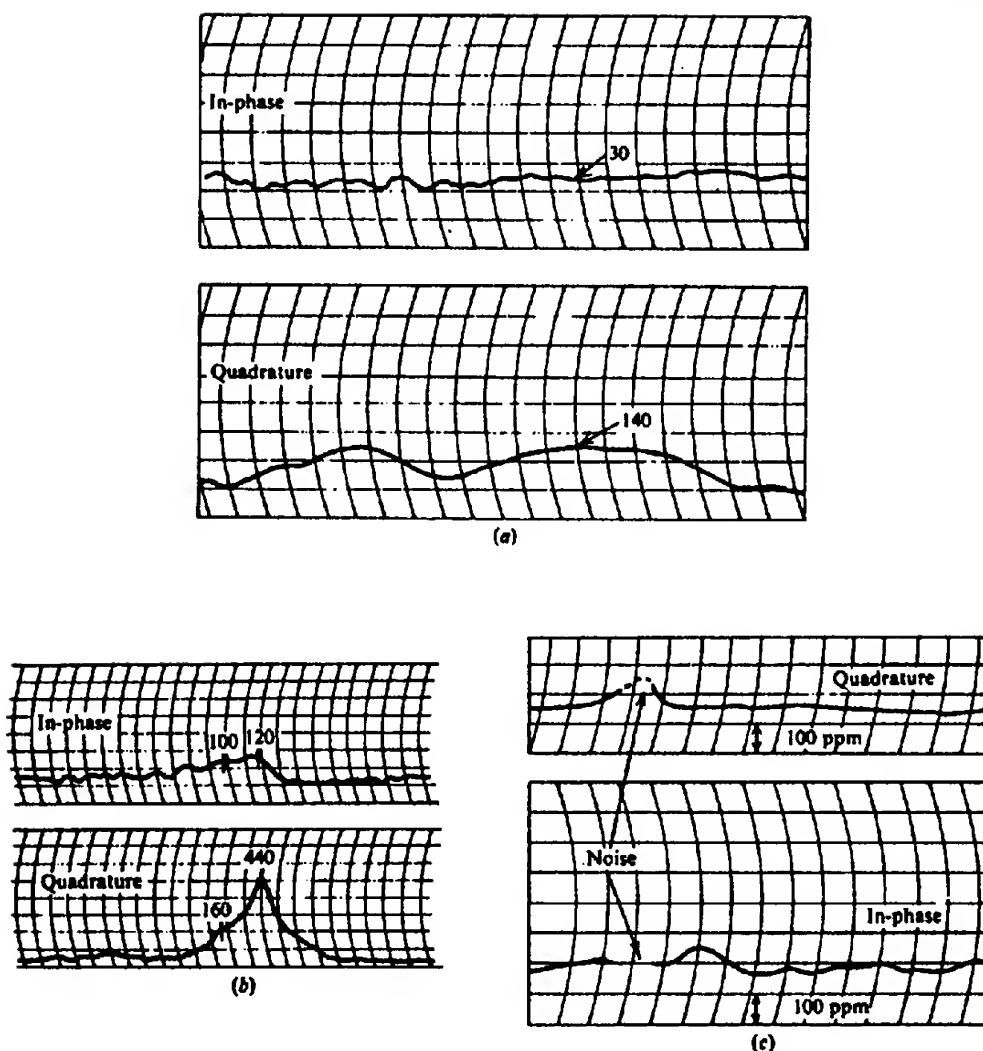 In-phase
30
Quadrature
140
(a)
In-phase
100 120
Quadrature
440
160
(b)
Quadrature
100 ppm
Noise
In-phase
100 ppm
(c)